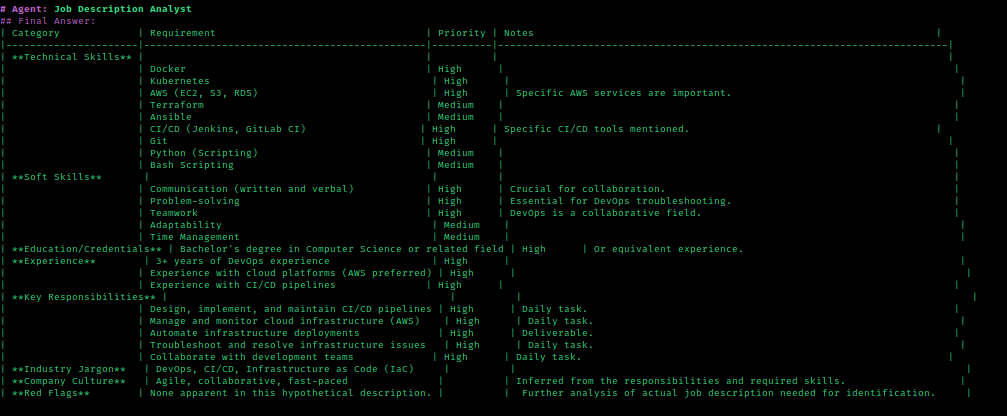 # Agent: Job Description Analyst
## Final Answer:
| Category | Requirement | Priority | Notes |
|----------------------|-----------------------------------------------|----------|--------------------------------------------------------------------------|
| **Technical Skills** | | | |
| | Docker | High | |
| | Kubernetes | High | |
| | AWS (EC2, S3, RDS) | High | Specific AWS services are important. |
| | Terraform | Medium | |
| | Ansible | Medium | |
| | CI/CD (Jenkins, GitLab CI) | High | Specific CI/CD tools mentioned. |
| | Git | High | |
| | Python (Scripting) | Medium | |
| | Bash Scripting | Medium | |
| **Soft Skills** | | | |
| | Communication (written and verbal) | High | Crucial for collaboration. |
| | Problem-solving | High | Essential for DevOps troubleshooting. |
| | Teamwork | High | DevOps is a collaborative field. |
| | Adaptability | Medium | |
| | Time Management | Medium | |
| **Education/Credentials** | Bachelor's degree in Computer Science or related field | High | Or equivalent experience. |
| **Experience** | 3+ years of DevOps experience | High | |
| | Experience with cloud platforms (AWS preferred) | High | |
| | Experience with CI/CD pipelines | High | |
| **Key Responsibilities** | | | |
| | Design, implement, and maintain CI/CD pipelines | High | Daily task. |
| | Manage and monitor cloud infrastructure (AWS) | High | Daily task. |
| | Automate infrastructure deployments | High | Deliverable. |
| | Troubleshoot and resolve infrastructure issues | High | Daily task. |
| | Collaborate with development teams | High | Daily task. |
| **Industry Jargon** | DevOps, CI/CD, Infrastructure as Code (IaC) | | |
| **Company Culture** | Agile, collaborative, fast-paced | | Inferred from the responsibilities and required skills. |
| **Red Flags** | None apparent in this hypothetical description. | | Further analysis of actual job description needed for identification. |